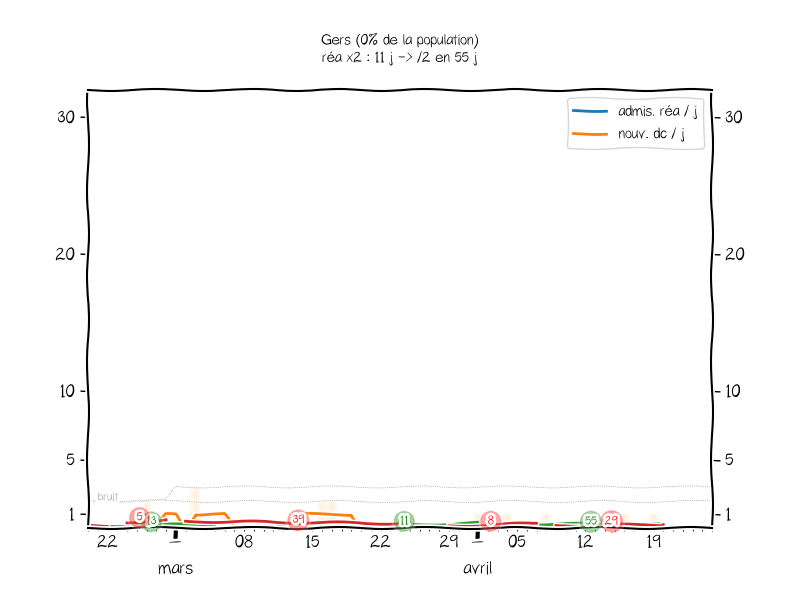 Gers (0% de la population)
réa x2 : 11 j -> /2 en 55 j
admis. réa / j
nouv. dc / j
30 30
20 20
10 10
5 5
bruit
1 1
5 13 39 11 8 55 29
22 1 08 15 22 29 1 05 12 19
mars avril